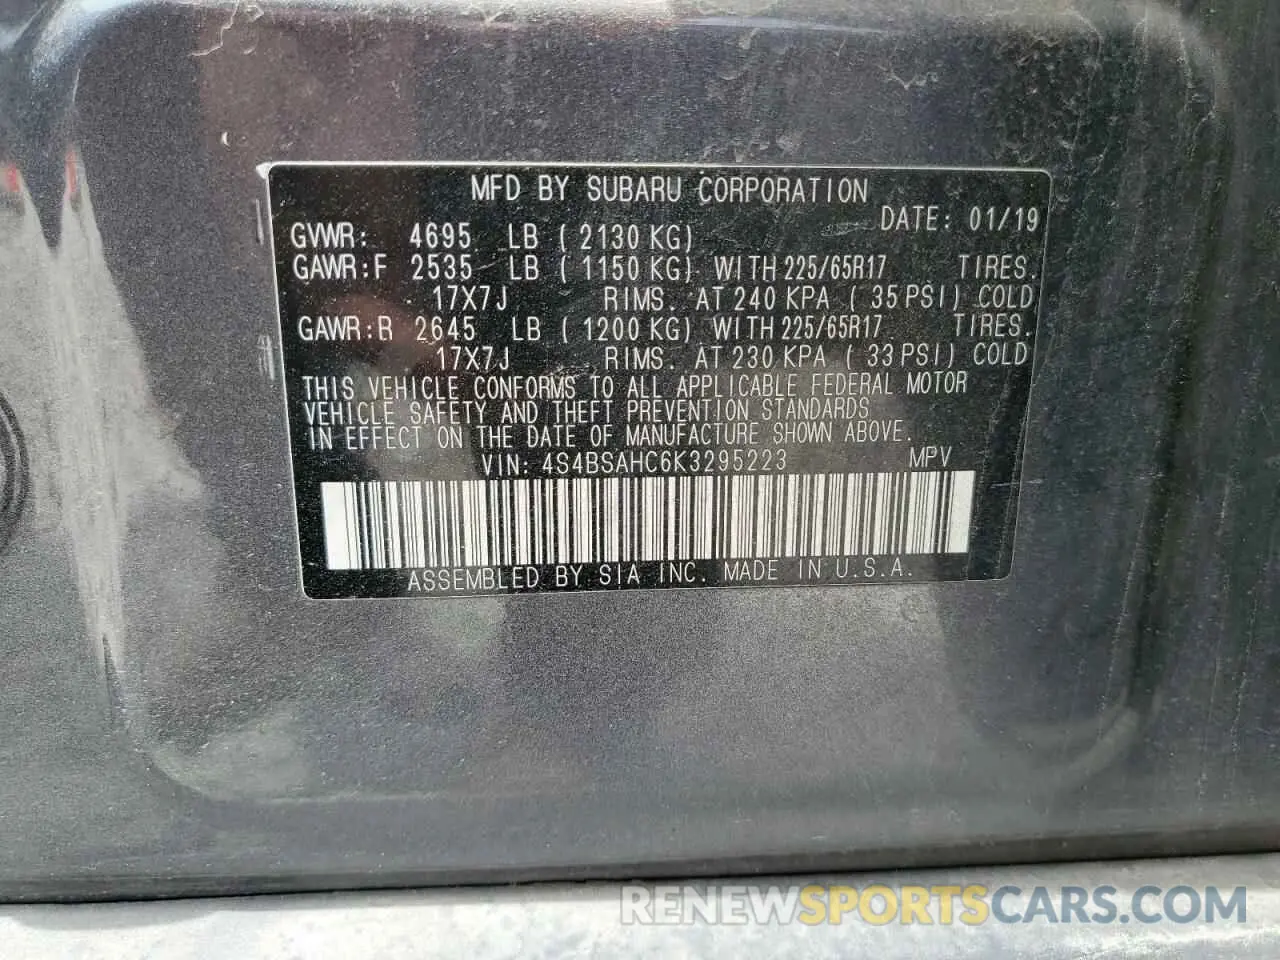 MFD BY SUBARU CORPORATION
DATE: 01/19
GVWR: 4695 LB ( 2130 KG)
GAWR:F 2535 LB ( 1150 KG) WITH 225/65R17 TIRES.
17X7J RIMS. AT 240 KPA ( 35 PSI) COLD
GAWR:R 2645 LB ( 1200 KG) WITH 225/65R17 TIRES.
17X7J RIMS. AT 230 KPA ( 33 PSI) COLD
THIS VEHICLE CONFORMS TO ALL APPLICABLE FEDERAL MOTOR
VEHICLE SAFETY AND THEFT PREVENTION STANDARDS
IN EFFECT ON THE DATE OF MANUFACTURE SHOWN ABOVE.
VIN: 4S4BSAHC6K3295223 MPV
ASSEMBLED BY SIA INC. MADE IN U.S.A.
RENEWSPORTSCARS.COM